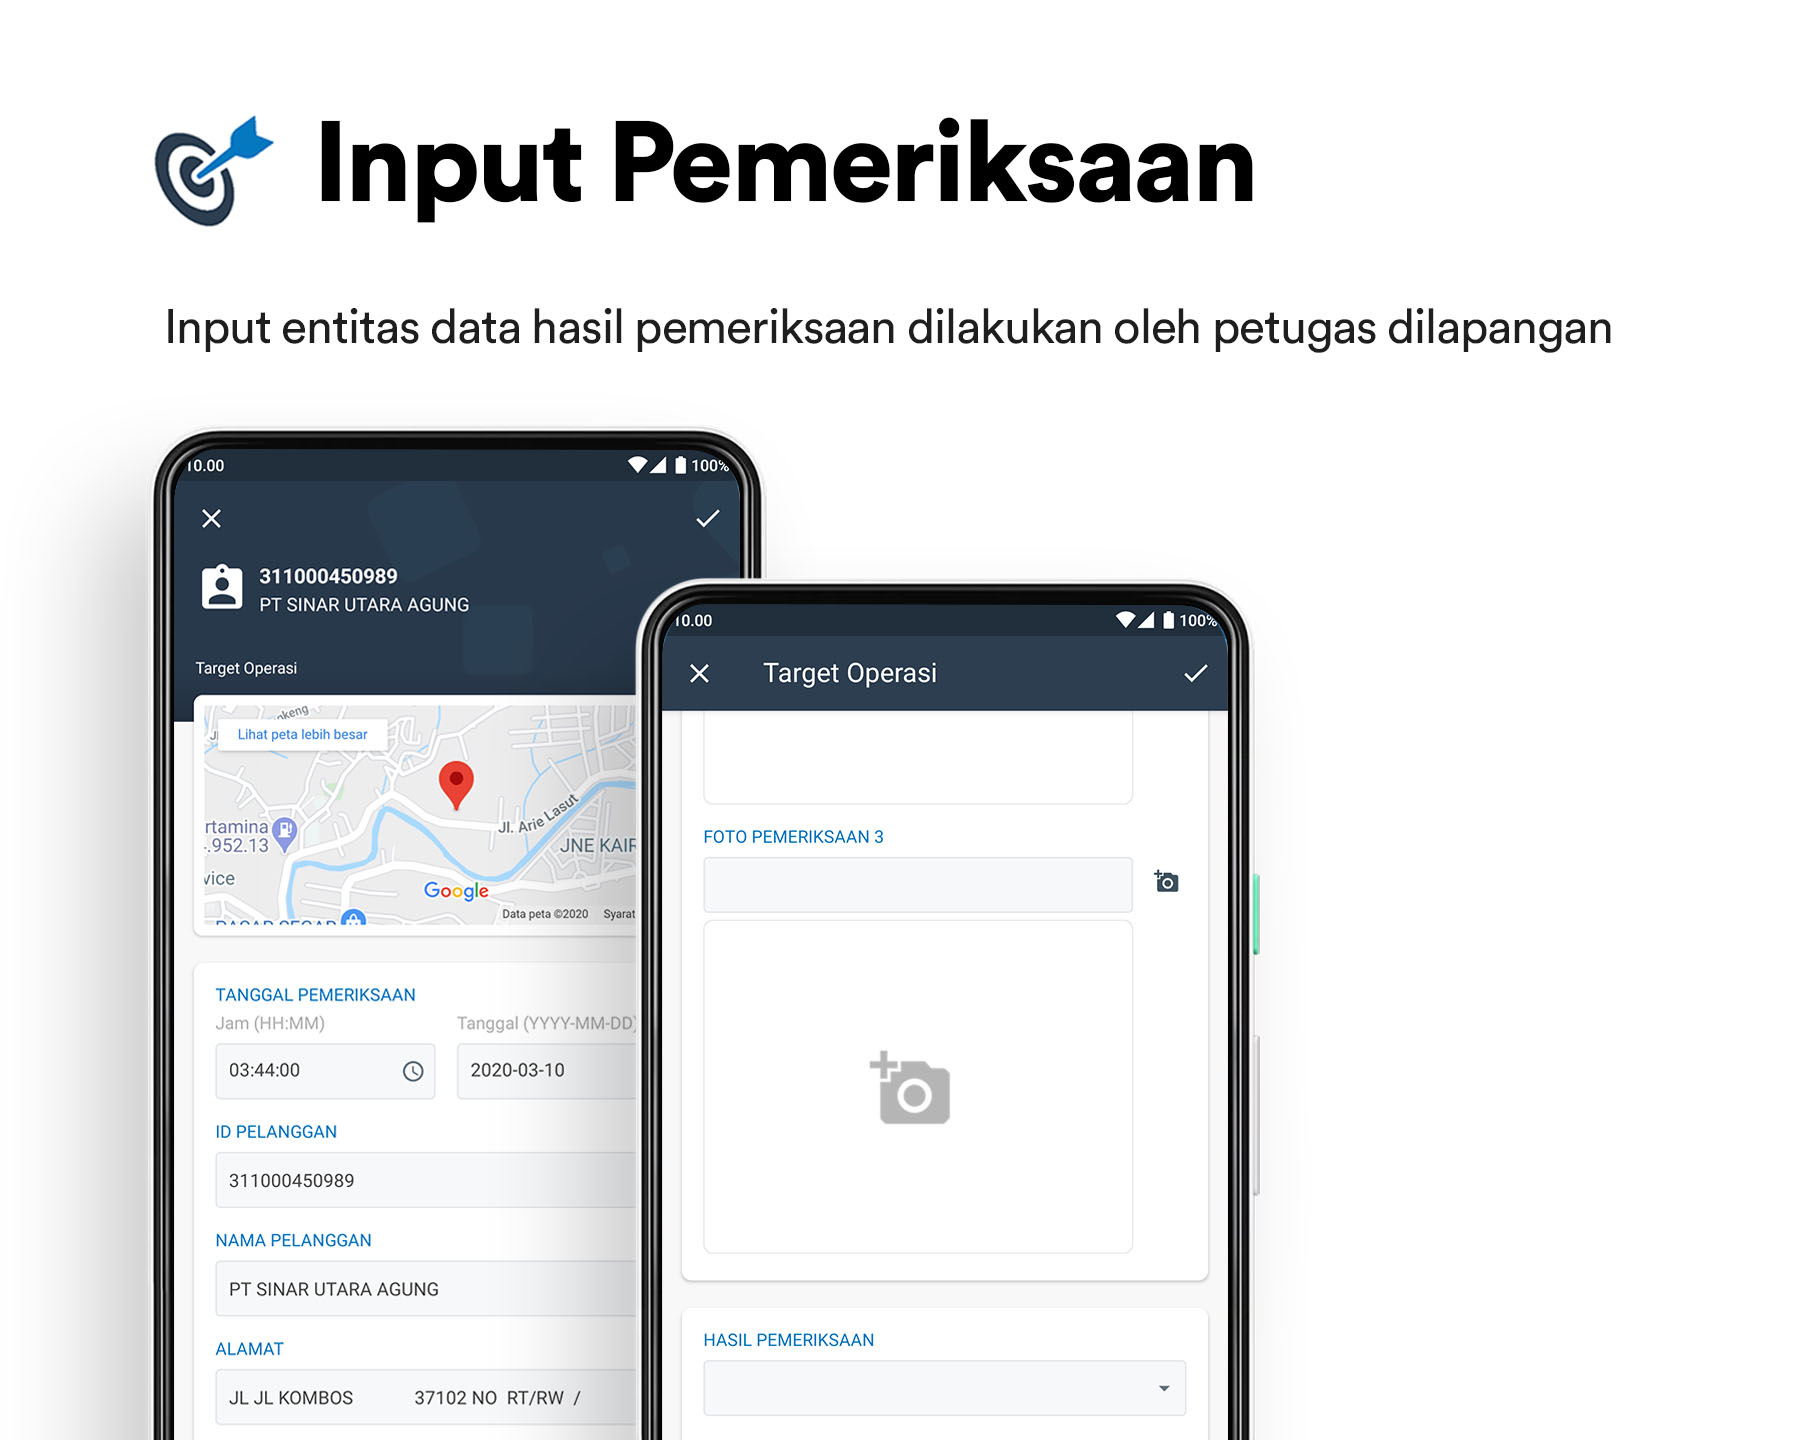 Input Pemeriksaan
Input entitas data hasil pemeriksaan dilakukan oleh petugas dilapangan
10.00
100%
311000450989
PT SINAR UTARA AGUNG
Target Operasi
Lihat peta lebih besar
Jl. Arie Lasut
rtamina
.952.13
JNE KAIR
vice
Google
Data peta ©2020 Syarat
TANGGAL PEMERIKSAAN
Jam (HH:MM) Tanggal (YYYY-MM-DD)
03:44:00 2020-03-10
ID PELANGGAN
311000450989
NAMA PELANGGAN
PT SINAR UTARA AGUNG
ALAMAT
JL JL KOMBOS 37102 NO RT/RW /
10.00
100%
Target Operasi
FOTO PEMERIKSAAN 3
HASIL PEMERIKSAAN